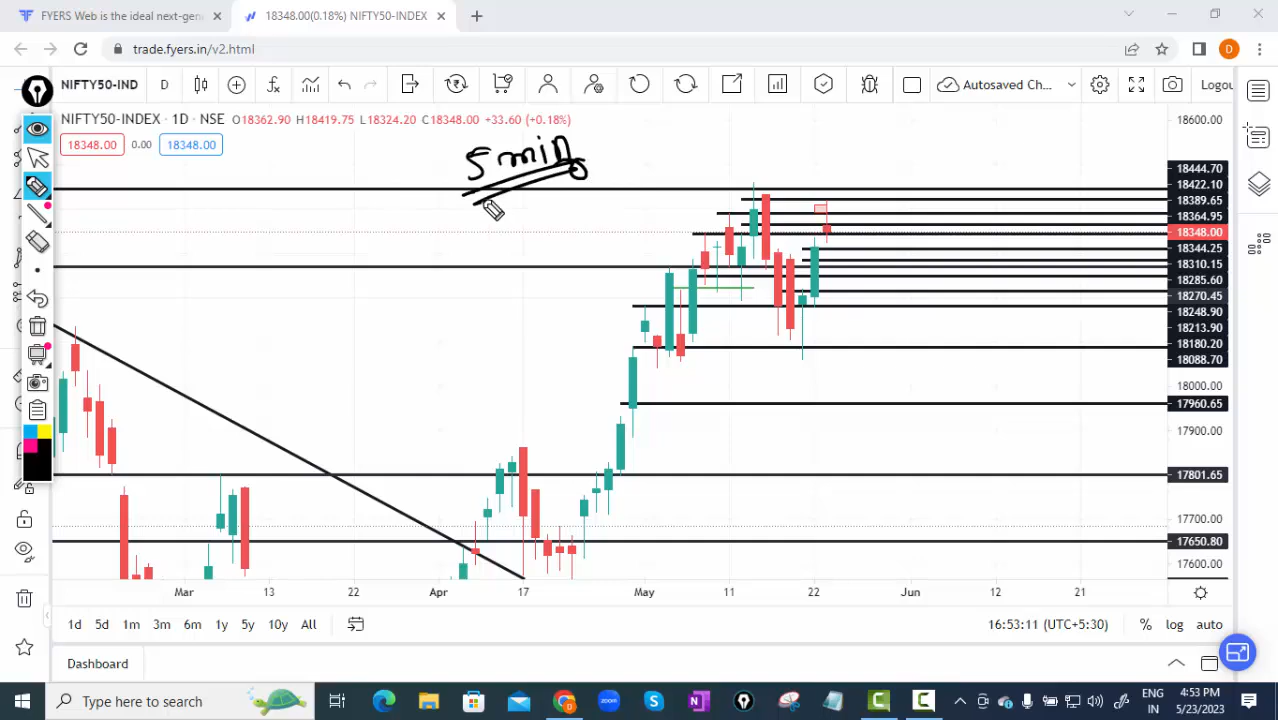 FYERS Web is the ideal next-gen
18348.00(0.18%) NIFTY50-INDEX
trade.fyers.in/v2.html
D
NIFTY50-IND
D
Autosaved Ch...
Logou
NIFTY50-INDEX · 1D · NSE O18362.90 H18419.75 L18324.20 C18348.00 +33.60 (+0.18%)
18348.00 0.00 18348.00
5 min
18600.00
18444.70
18422.10
18389.65
18364.95
18348.00
18344.25
18310.15
18285.60
18270.45
18248.90
18213.90
18180.20
18088.70
18000.00
17960.65
17900.00
17801.65
17700.00
17650.80
17600.00
Mar 13 22 Apr 17 May 11 22 Jun 12 21
1d 5d 1m 3m 6m 1y 5y 10y All
16:53:11 (UTC+5:30) % log auto
Dashboard
Type here to search
ENG
IN
4:53 PM
5/23/2023